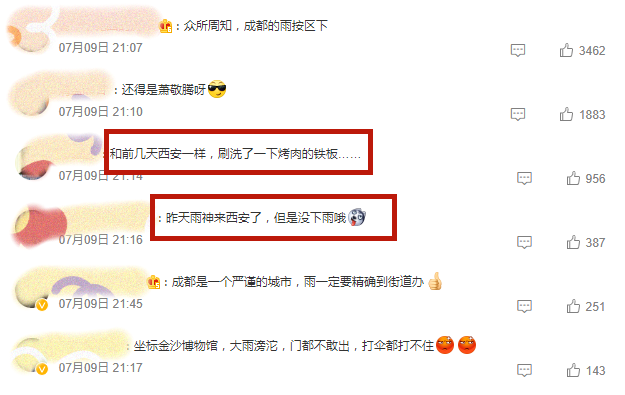 ：众所周知，成都的雨按区下
07月09日 21:07
3462
：还得是萧敬腾呀
07月09日 21:10
1883
：和前几天西安一样，刷洗了一下烤肉的铁板……
07月09日 21:14
956
：昨天雨神来西安了，但是没下雨哦
07月09日 21:16
387
：成都是一个严谨的城市，雨一定要精确到街道办
07月09日 21:45
251
：坐标金沙博物馆，大雨滂沱，门都不敢出，打伞都打不住
07月09日 21:17
143